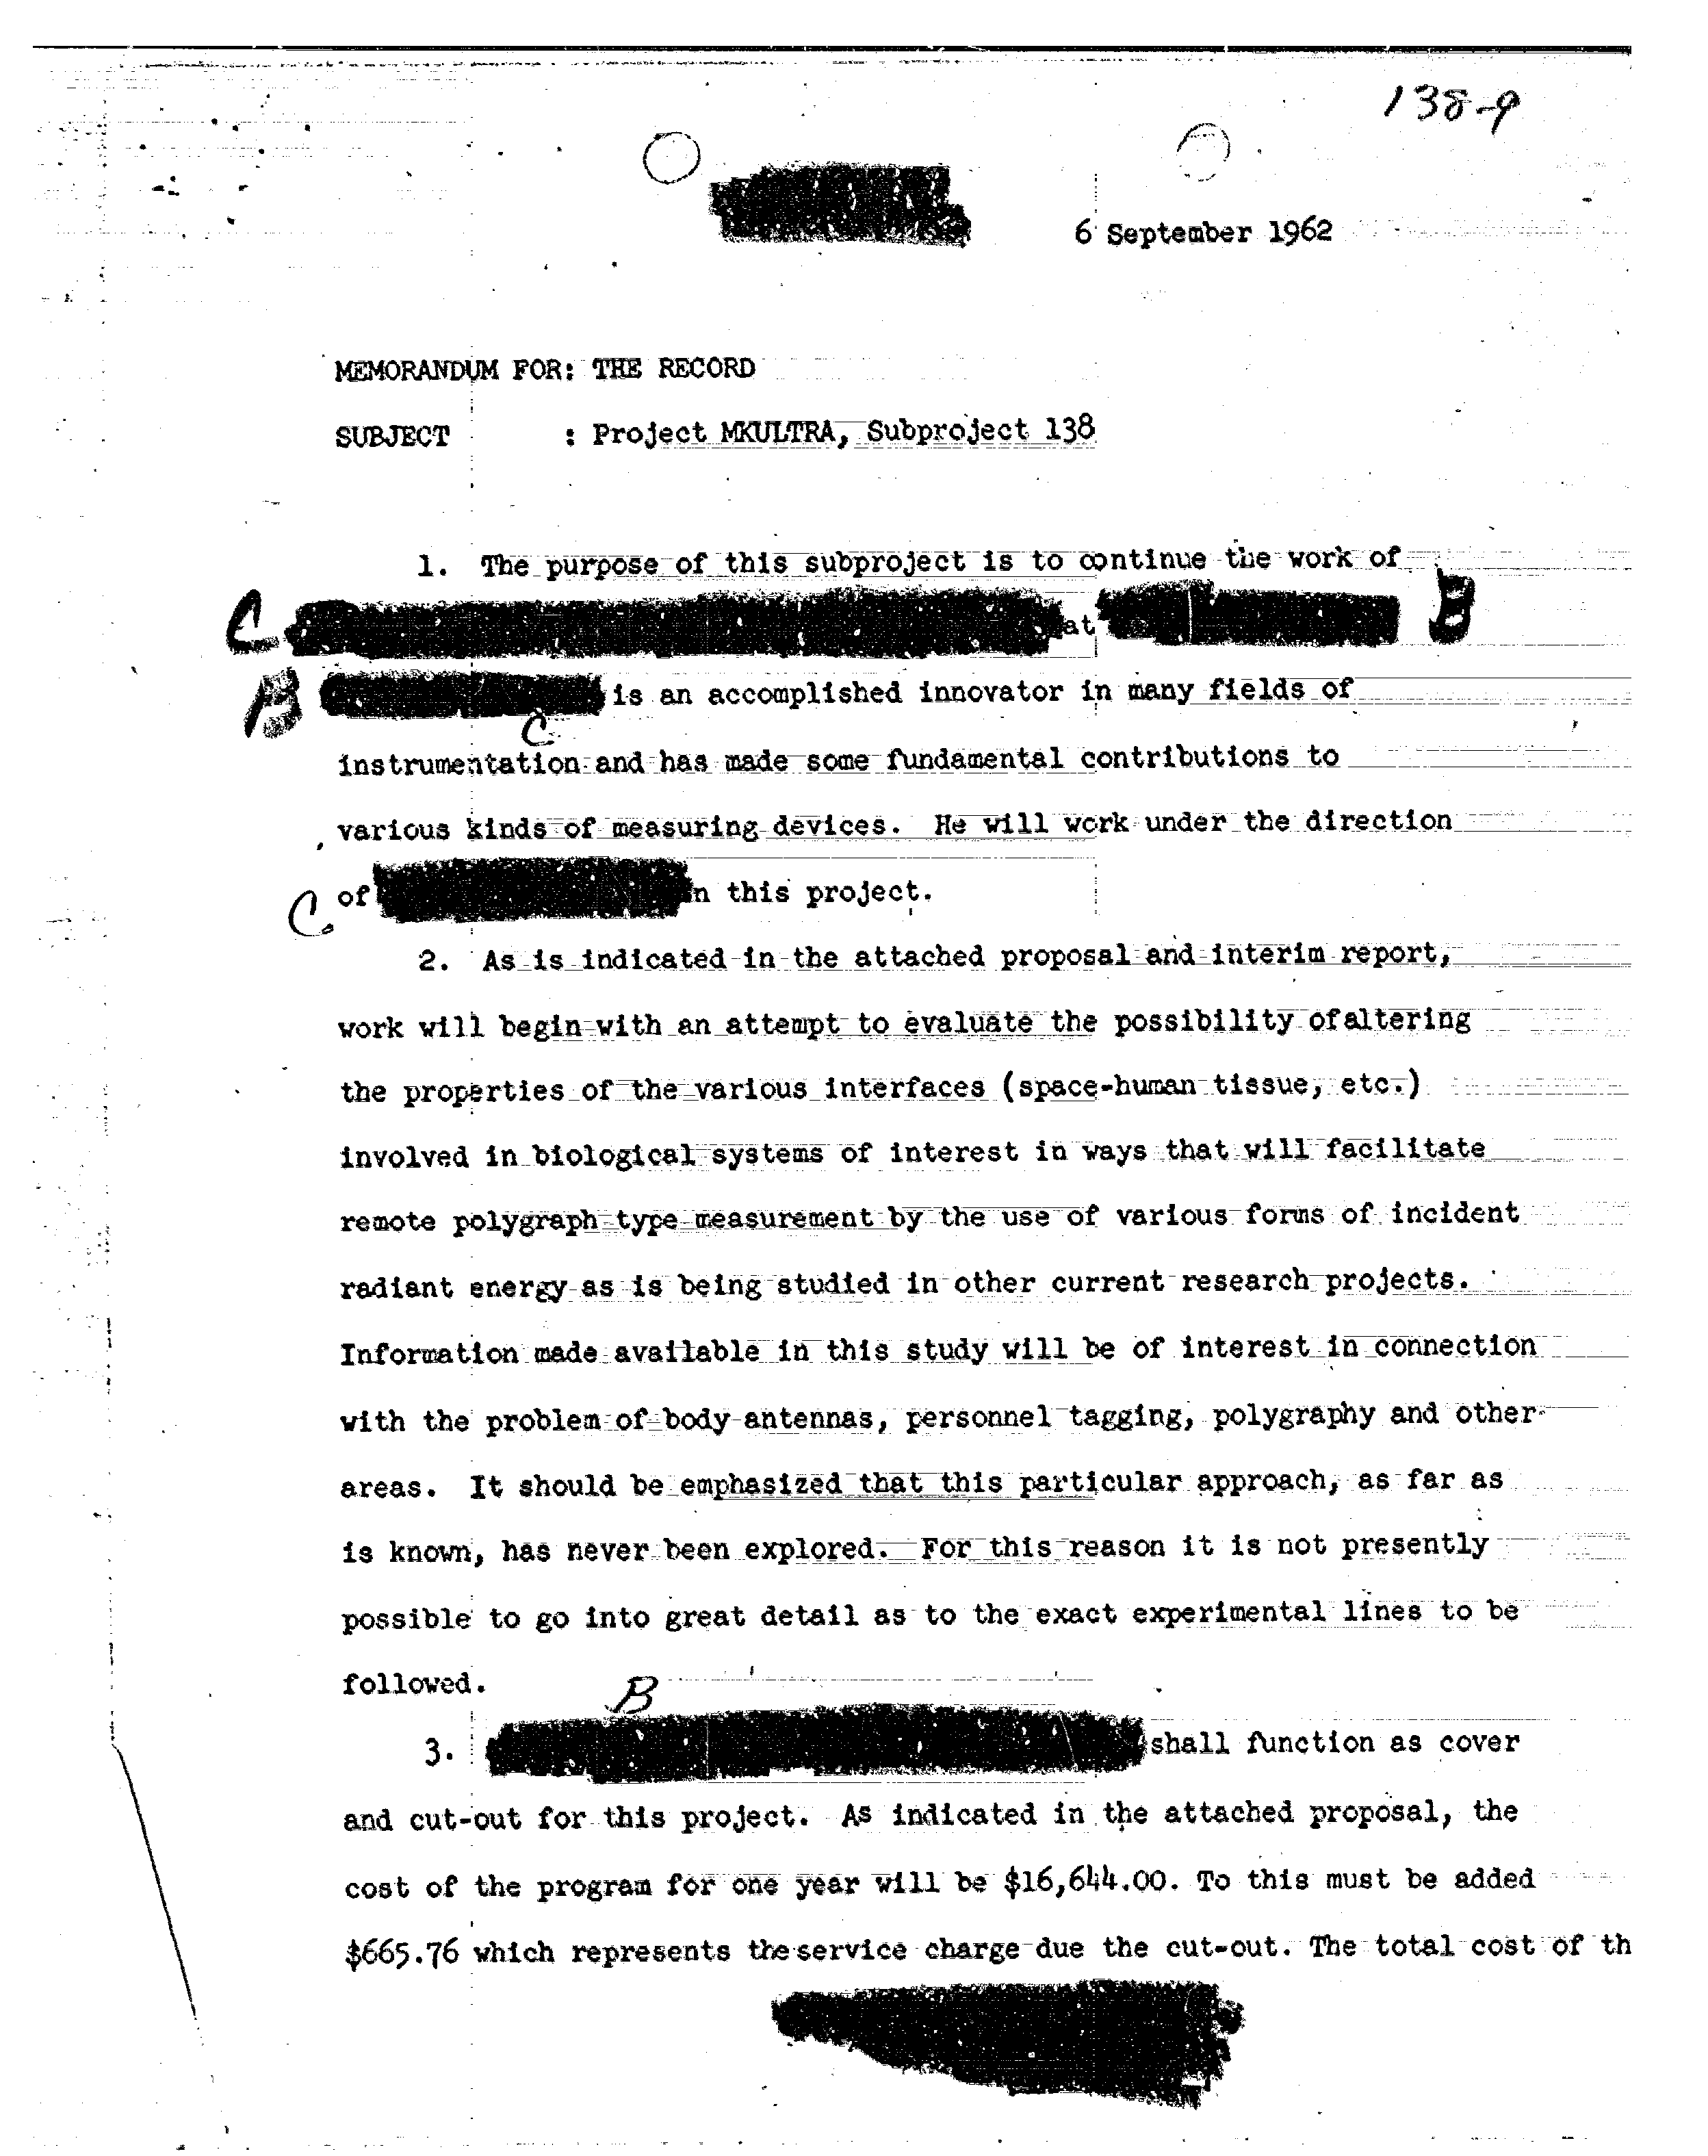 138-9
6 September 1962
MEMORANDUM FOR: THE RECORD
SUBJECT : Project MKULTRA, Subproject 138
1. The purpose of this subproject is to continue the work of
C at B
B is an accomplished innovator in many fields of
C
instrumentation and has made some fundamental contributions to
various kinds of measuring devices. He will work under the direction
C of n this project.
2. As is indicated in the attached proposal and interim report,
work will begin with an attempt to evaluate the possibility ofaltering
the properties of the various interfaces (space-human tissue, etc.)
involved in biological systems of interest in ways that will facilitate
remote polygraph type measurement by the use of various forms of incident
radiant energy as is being studied in other current research projects.
Information made available in this study will be of interest in connection
with the problem of body antennas, personnel tagging, polygraphy and other
areas. It should be emphasized that this particular approach, as far as
is known, has never been explored. For this reason it is not presently
possible to go into great detail as to the exact experimental lines to be
followed.
B
3. shall function as cover
and cut-out for this project. As indicated in the attached proposal, the
cost of the program for one year will be $16,644.00. To this must be added
$665.76 which represents the service charge due the cut-out. The total cost of th